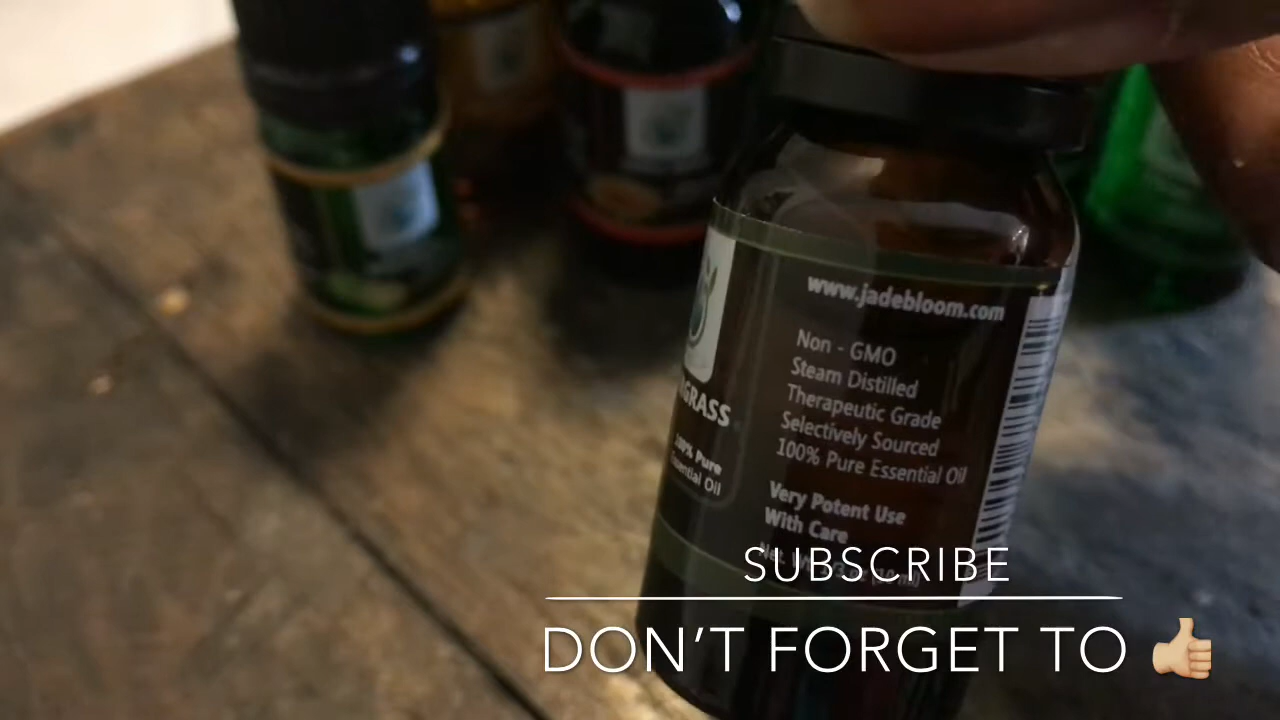 GRASS
100% Pure
Essential Oil
www.jadebloom.com
Non - GMO
Steam Distilled
Therapeutic Grade
Selectively Sourced
100% Pure Essential Oil
Very Potent Use
With Care
SUBSCRIBE
DON'T FORGET TO 👍🏼